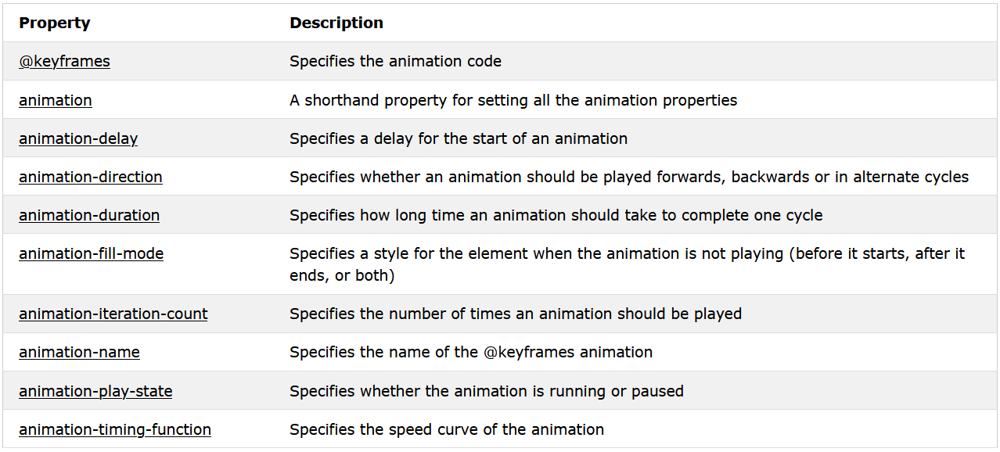 Property Description
@keyframes Specifies the animation code
animation A shorthand property for setting all the animation properties
animation-delay Specifies a delay for the start of an animation
animation-direction Specifies whether an animation should be played forwards, backwards or in alternate cycles
animation-duration Specifies how long time an animation should take to complete one cycle
animation-fill-mode Specifies a style for the element when the animation is not playing (before it starts, after it
ends, or both)
animation-iteration-count Specifies the number of times an animation should be played
animation-name Specifies the name of the @keyframes animation
animation-play-state Specifies whether the animation is running or paused
animation-timing-function Specifies the speed curve of the animation